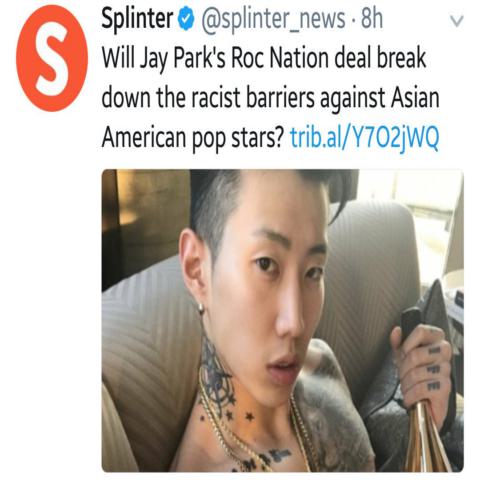 Splinter @splinter_news · 8h
Will Jay Park's Roc Nation deal break
down the racist barriers against Asian
American pop stars? trib.al/Y7O2jWQ
S